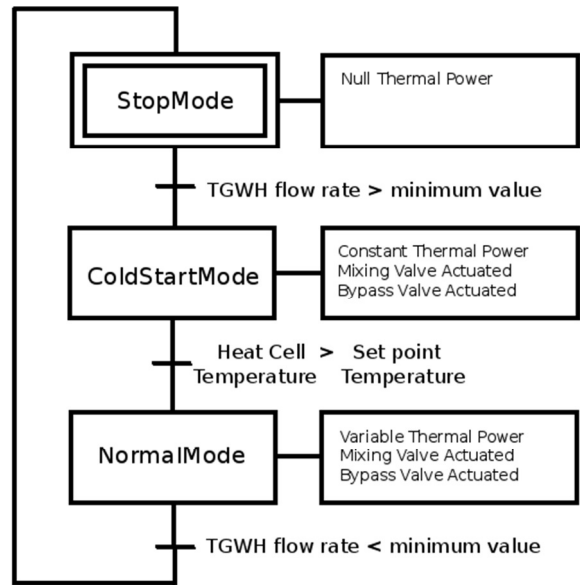 StopMode
Null Thermal Power
TGWH flow rate > minimum value
ColdStartMode
Constant Thermal Power
Mixing Valve Actuated
Bypass Valve Actuated
Heat Cell > Set point
Temperature Temperature
NormalMode
Variable Thermal Power
Mixing Valve Actuated
Bypass Valve Actuated
TGWH flow rate < minimum value